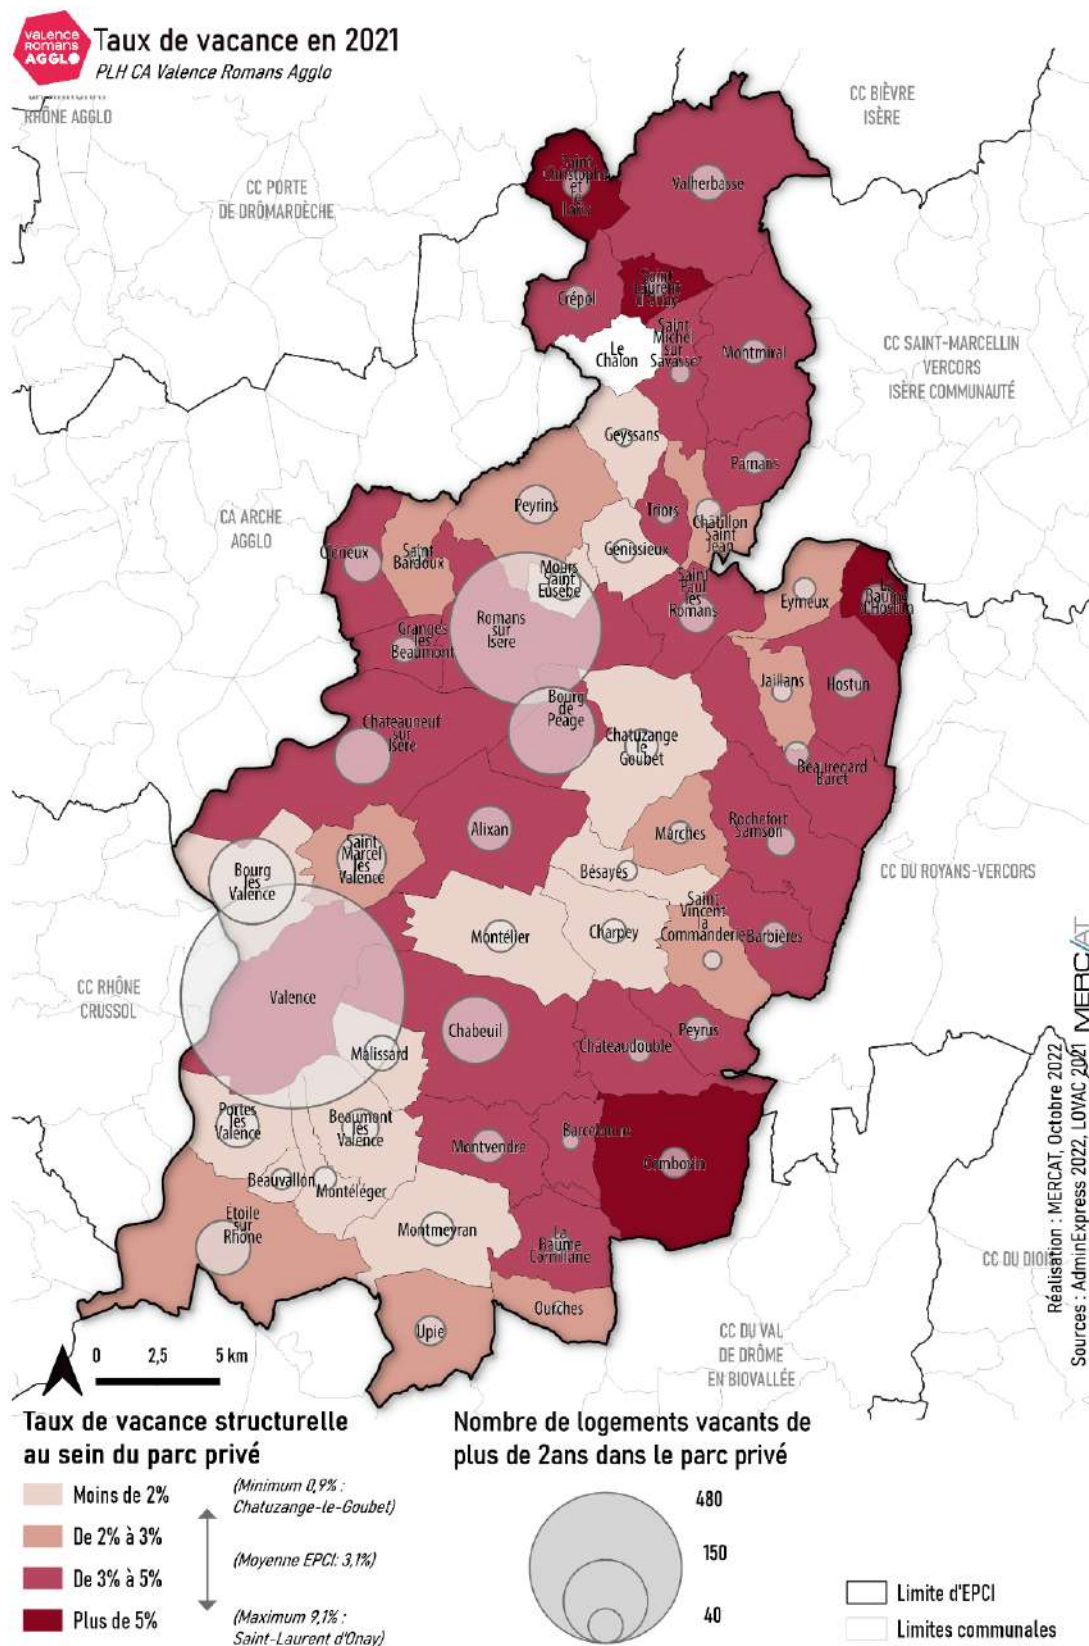 valence
Romans
AGGLO
Taux de vacance en 2021
PLH CA Valence Romans Agglo
RHÔNE AGGLO
CC BIÈVRE
ISÈRE
CC PORTE
DE DRÔMARDÈCHE
Saint
Christophe
et
le
Laris
Valherbasse
Crépol
Saint
Laurent
d'Onay
Le
Chalon
Saint
Michel
sur
Savasse
Montmiral
CC SAINT-MARCELLIN
VERCORS
ISÈRE COMMUNAUTÉ
Geyssans
Parnans
CA ARCHE
AGGLO
Peyrins
Triors
Châtillon
Saint
Jean
Clérieux
Saint
Bardoux
Génissieux
Mours
Saint
Eusèbe
Romans
sur
Isère
Saint
Paul
lès
Romans
Eymeux
La
Baume
d'Hostun
Granges
les
Beaumont
Jaillans
Hostun
Bourg
de
Péage
Châteauneuf
sur
Isère
Chatuzange
le
Goubet
Beauregard
Baret
Alixan
Marches
Rochefort
Samson
Saint
Marcel
lès
Valence
Bourg
lès
Valence
Bésayes
CC DU ROYANS-VERCORS
Montélier
Charpey
Saint
Vincent
la
Commanderie
Barbières
CC RHÔNE
CRUSSOL
Valence
Chabeuil
Malissard
Châteaudouble
Peyrus
Portes
lès
Valence
Beaumont
lès
Valence
Montvendre
Barcelonne
Combovin
Beauvallon
Montéléger
Etoile
sur
Rhône
Montmeyran
La
Baume
Cornillane
Ourches
Upie
CC DU DIOIS
CC DU VAL
DE DRÔME
EN BIOVALLÉE
MERC/AT
Réalisation : MERCAT, Octobre 2022
Sources : AdminExpress 2022, LOVAC 2021
0 2,5 5 km
Taux de vacance structurelle
au sein du parc privé
Moins de 2%
De 2% à 3%
De 3% à 5%
Plus de 5%
(Minimum 0,9% :
Chatuzange-le-Goubet)
(Moyenne EPCI: 3,1%)
(Maximum 9,1% :
Saint-Laurent d'Onay)
Nombre de logements vacants de
plus de 2ans dans le parc privé
480
150
40
Limite d'EPCI
Limites communales